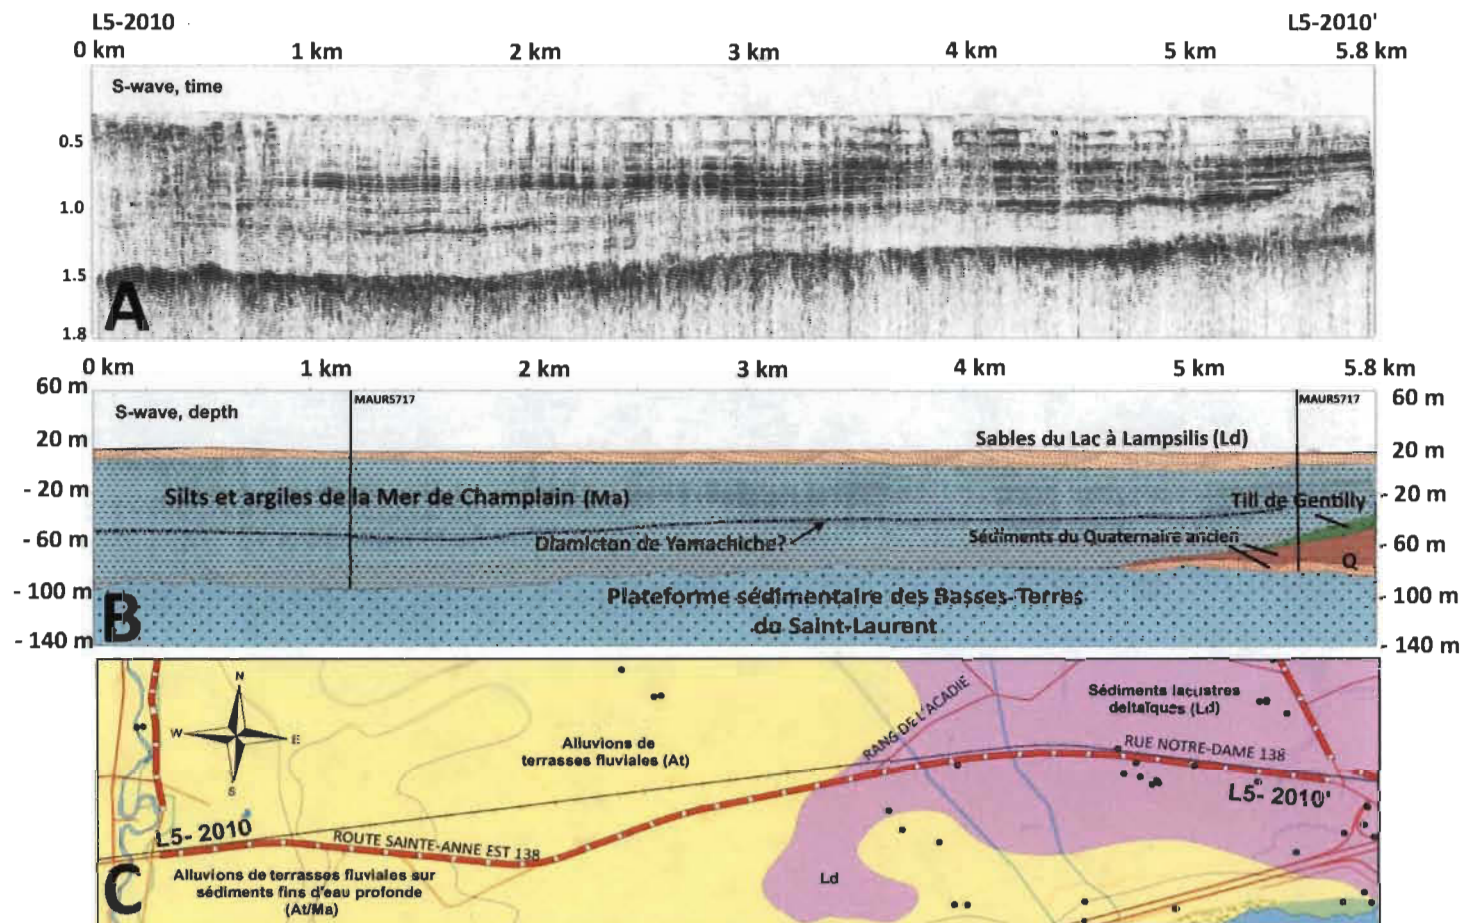 L5-2010 L5-2010'
0 km 1 km 2 km 3 km 4 km 5 km 5.8 km
S-wave, time
0.5
1.0
1.5
1.8
A
0 km 1 km 2 km 3 km 4 km 5 km 5.8 km
60 m 60 m
MAUR5717 MAUR5717
S-wave, depth
20 m 20 m
Sables du Lac à Lampsilis (Ld)
- 20 m - 20 m
Silts et argiles de la Mer de Champlain (Ma)
Till de Gentilly
- 60 m - 60 m
Diamicton de Yamachiche?
Sédiments du Quaternaire ancien
Q
- 100 m - 100 m
Plateforme sédimentaire des Basses-Terres
du Saint-Laurent
- 140 m - 140 m
B
N
W E
S
Alluvions de
terrasses fluviales (At)
RANG DE L'ACADIE
Sédiments lacustres
deltaïques (Ld)
RUE NOTRE-DAME 138
L5- 2010'
L5- 2010
ROUTE SAINTE-ANNE EST 138
Alluvions de terrasses fluviales sur
sédiments fins d'eau profonde
(At/Ma)
Ld
C